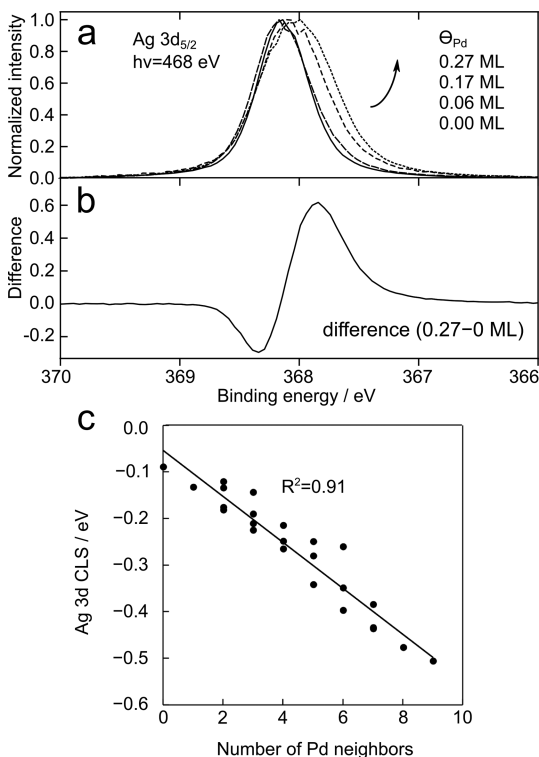 a
Ag 3d5/2
hν=468 eV
ΘPd
0.27 ML
0.17 ML
0.06 ML
0.00 ML
Normalized intensity
1.0
0.8
0.6
0.4
0.2
0.0
b
Difference
0.6
0.4
0.2
0.0
-0.2
difference (0.27−0 ML)
370 369 368 367 366
Binding energy / eV
c
R²=0.91
Ag 3d CLS / eV
0.0
−0.1
−0.2
−0.3
−0.4
−0.5
−0.6
0 2 4 6 8 10
Number of Pd neighbors